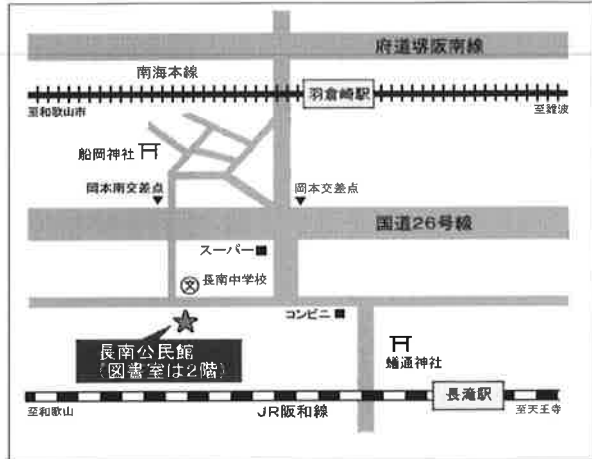 府道堺阪南線
南海本線
羽倉崎駅
至和歌山市
至難波
船岡神社
岡本南交差点
岡本交差点
国道26号線
スーパー
文
長南中学校
コンビニ
長南公民館
(図書室は2階)
蟻通神社
長滝駅
至和歌山
JR阪和線
至天王寺